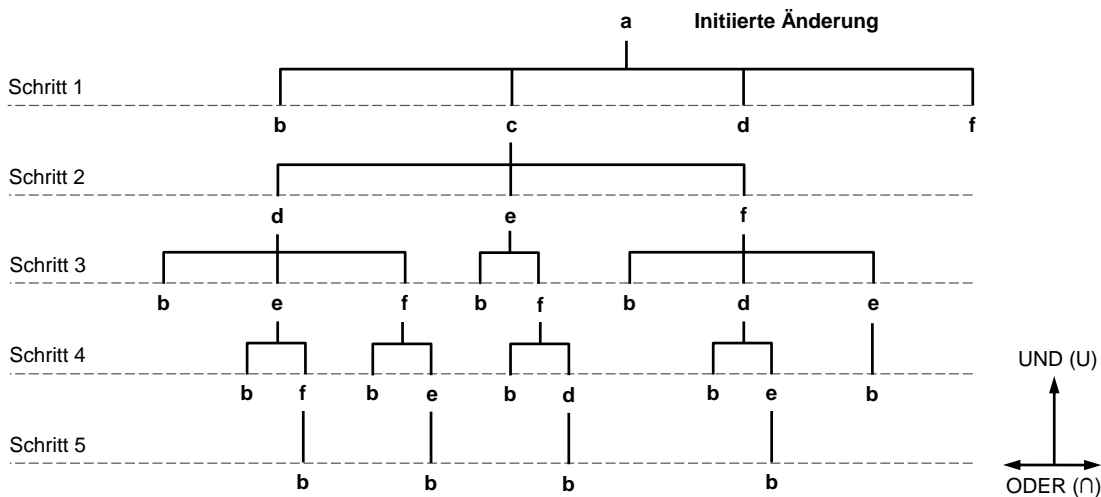 a Initiierte Änderung
Schritt 1
b c d f
Schritt 2
d e f
Schritt 3
b e f b f b d e
Schritt 4
b f b e b d b e b
UND (U)
Schritt 5
b b b b
ODER (∩)